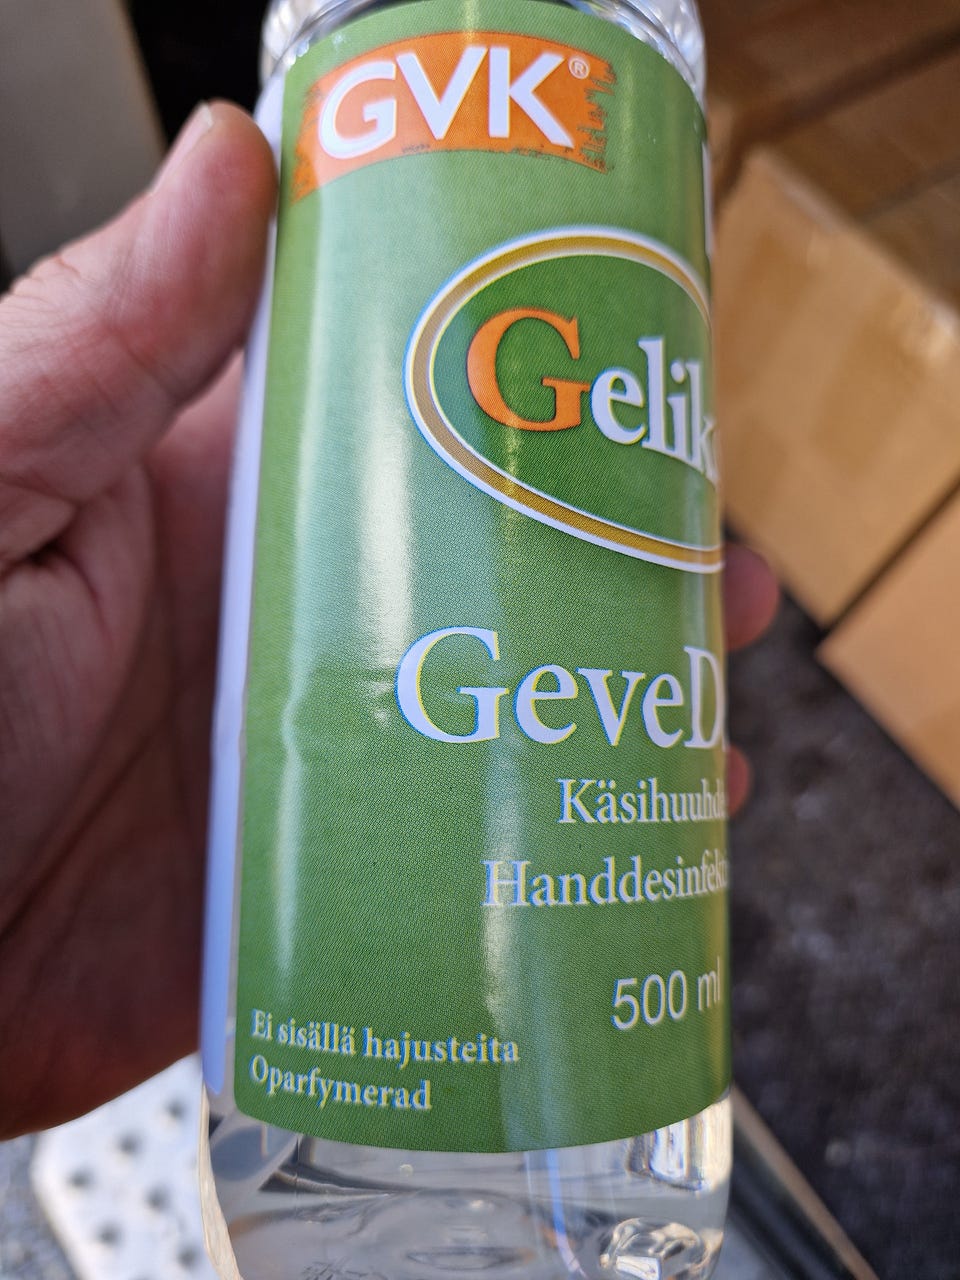 GVK®
Gelik
GeveD
Käsihuuhde
Handdesinfekt
500 ml
Ei sisällä hajusteita
Oparfymerad